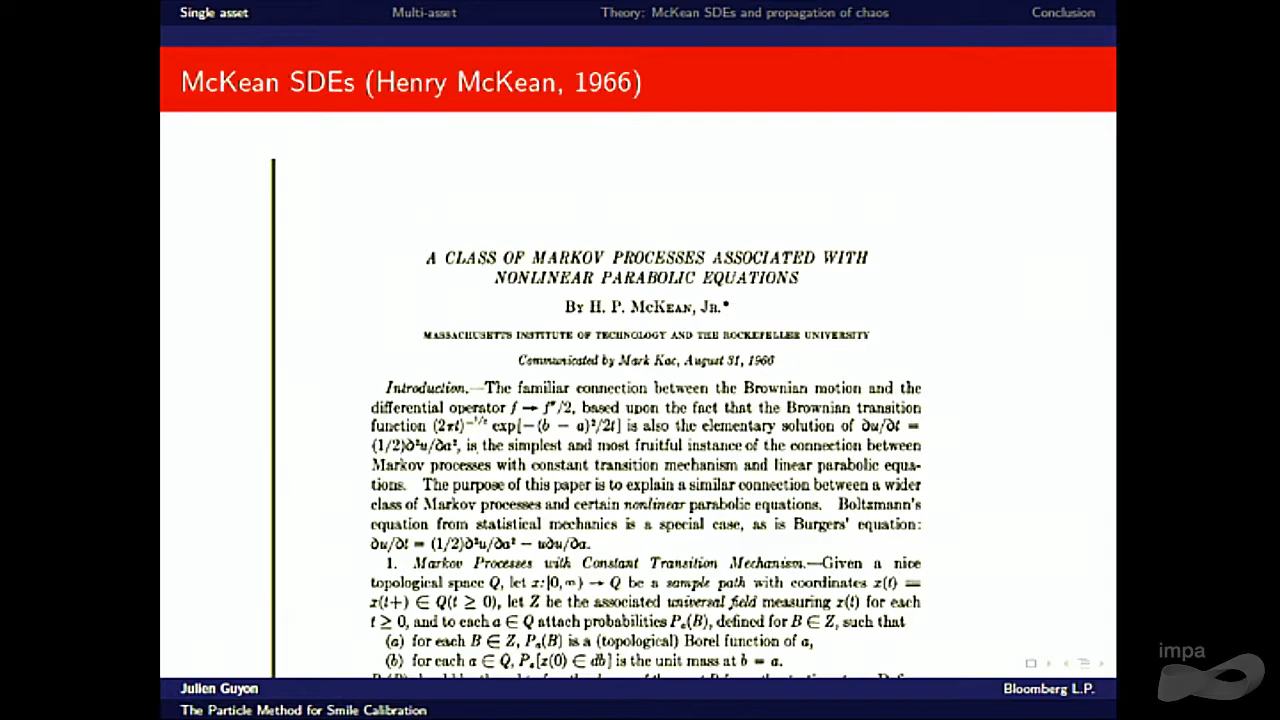 Single asset Multi-asset Theory: McKean SDEs and propagation of chaos Conclusion
McKean SDEs (Henry McKean, 1966)
A CLASS OF MARKOV PROCESSES ASSOCIATED WITH
NONLINEAR PARABOLIC EQUATIONS
BY H. P. MCKEAN, JR.*
MASSACHUSETTS INSTITUTE OF TECHNOLOGY AND THE ROCKEFELLER UNIVERSITY
Communicated by Mark Kac, August 31, 1966
Introduction.—The familiar connection between the Brownian motion and the
differential operator f → f″/2, based upon the fact that the Brownian transition
function (2πt)^{-1/2} exp[−(b − a)²/2t] is also the elementary solution of ∂u/∂t =
(1/2)∂²u/∂a², is the simplest and most fruitful instance of the connection between
Markov processes with constant transition mechanism and linear parabolic equa-
tions. The purpose of this paper is to explain a similar connection between a wider
class of Markov processes and certain nonlinear parabolic equations. Boltzmann's
equation from statistical mechanics is a special case, as is Burgers' equation:
∂u/∂t = (1/2)∂²u/∂a² − u∂u/∂a.
1. Markov Processes with Constant Transition Mechanism.—Given a nice
topological space Q, let z:[0,∞) → Q be a sample path with coordinates z(t) =
z(t+) ∈ Q(t ≥ 0), let Z be the associated universal field measuring z(t) for each
t ≥ 0, and to each a ∈ Q attach probabilities Pₐ(B), defined for B ∈ Z, such that
(a) for each B ∈ Z, Pₐ(B) is a (topological) Borel function of a,
(b) for each a ∈ Q, Pₐ[z(0) ∈ db] is the unit mass at b = a.
impa
Julien Guyon Bloomberg L.P.
The Particle Method for Smile Calibration